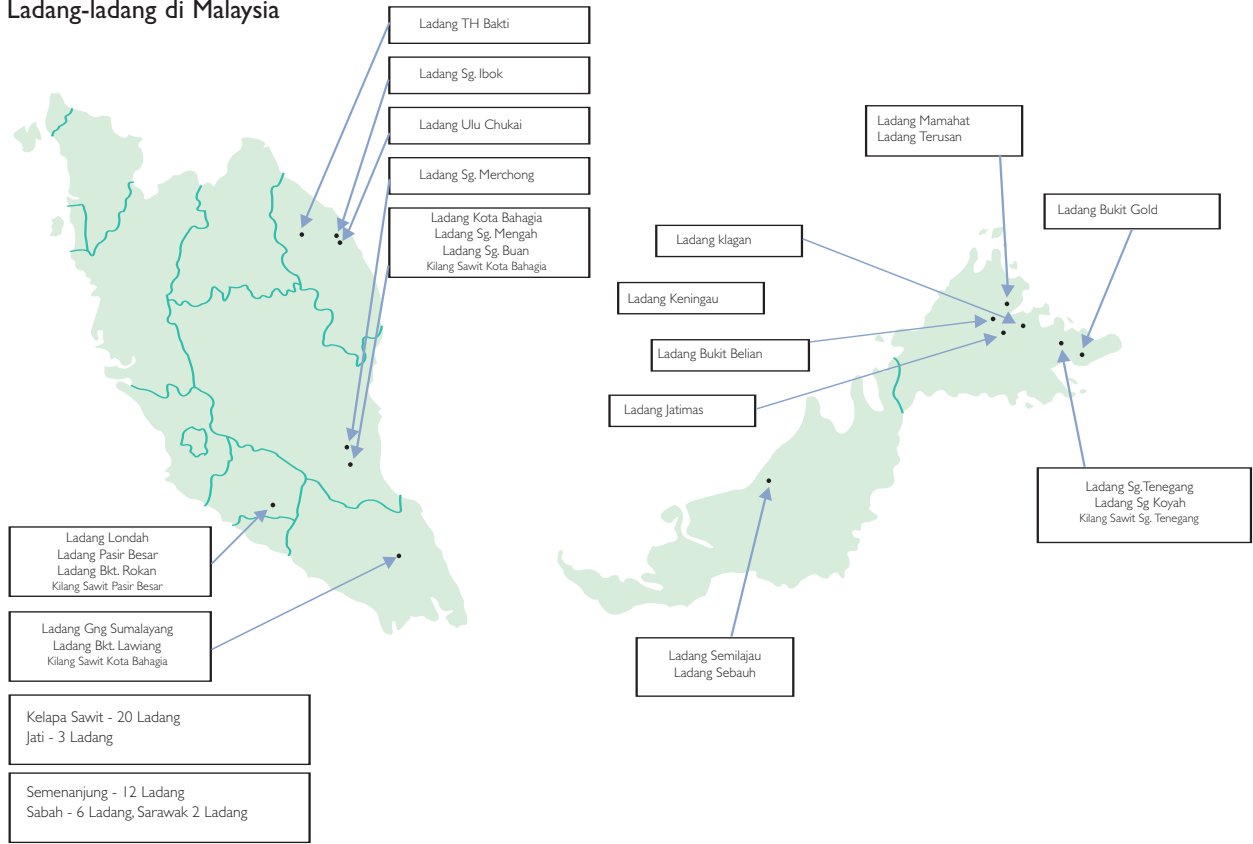 Ladang-ladang di Malaysia
Ladang TH Bakti
Ladang Sg. Ibok
Ladang Ulu Chukai
Ladang Sg. Merchong
Ladang Kota Bahagia
Ladang Sg. Mengah
Ladang Sg. Buan
Kilang Sawit Kota Bahagia
Ladang Londah
Ladang Pasir Besar
Ladang Bkt. Rokan
Kilang Sawit Pasir Besar
Ladang Gng Sumalayang
Ladang Bkt. Lawiang
Kilang Sawit Kota Bahagia
Kelapa Sawit - 20 Ladang
Jati - 3 Ladang
Semenanjung - 12 Ladang
Sabah - 6 Ladang, Sarawak 2 Ladang
Ladang Mamahat
Ladang Terusan
Ladang Bukit Gold
Ladang klagan
Ladang Keningau
Ladang Bukit Belian
Ladang Jatimas
Ladang Sg.Tenegang
Ladang Sg Koyah
Kilang Sawit Sg. Tenegang
Ladang Semilajau
Ladang Sebauh